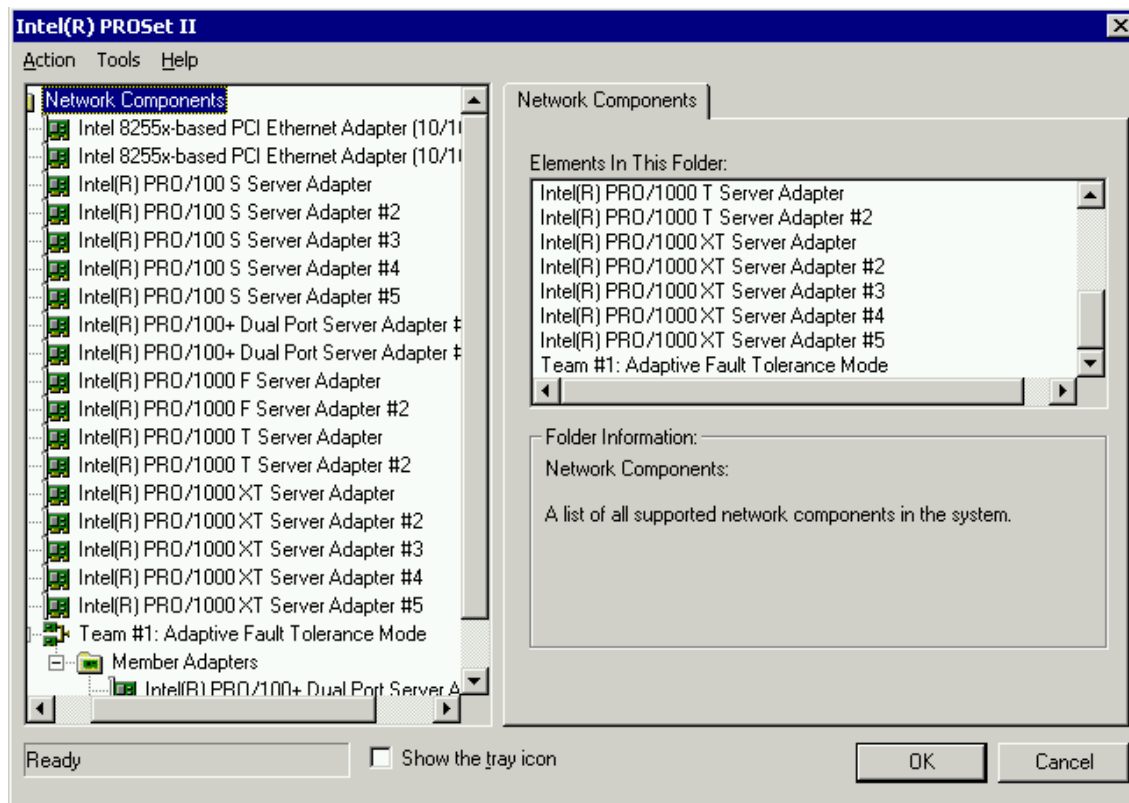 Intel(R) PROSet II
Action Tools Help
Network Components
Intel 8255x-based PCI Ethernet Adapter (10/10
Intel 8255x-based PCI Ethernet Adapter (10/10
Intel(R) PRO/100 S Server Adapter
Intel(R) PRO/100 S Server Adapter #2
Intel(R) PRO/100 S Server Adapter #3
Intel(R) PRO/100 S Server Adapter #4
Intel(R) PRO/100 S Server Adapter #5
Intel(R) PRO/100+ Dual Port Server Adapter #
Intel(R) PRO/100+ Dual Port Server Adapter #
Intel(R) PRO/1000 F Server Adapter
Intel(R) PRO/1000 F Server Adapter #2
Intel(R) PRO/1000 T Server Adapter
Intel(R) PRO/1000 T Server Adapter #2
Intel(R) PRO/1000 XT Server Adapter
Intel(R) PRO/1000 XT Server Adapter #2
Intel(R) PRO/1000 XT Server Adapter #3
Intel(R) PRO/1000 XT Server Adapter #4
Intel(R) PRO/1000 XT Server Adapter #5
Team #1: Adaptive Fault Tolerance Mode
Member Adapters
Intel(R) PRO/100+ Dual Port Server A
Network Components
Elements In This Folder:
Intel(R) PRO/1000 T Server Adapter
Intel(R) PRO/1000 T Server Adapter #2
Intel(R) PRO/1000 XT Server Adapter
Intel(R) PRO/1000 XT Server Adapter #2
Intel(R) PRO/1000 XT Server Adapter #3
Intel(R) PRO/1000 XT Server Adapter #4
Intel(R) PRO/1000 XT Server Adapter #5
Team #1: Adaptive Fault Tolerance Mode
Folder Information:
Network Components:
A list of all supported network components in the system.
Ready
Show the tray icon
OK
Cancel